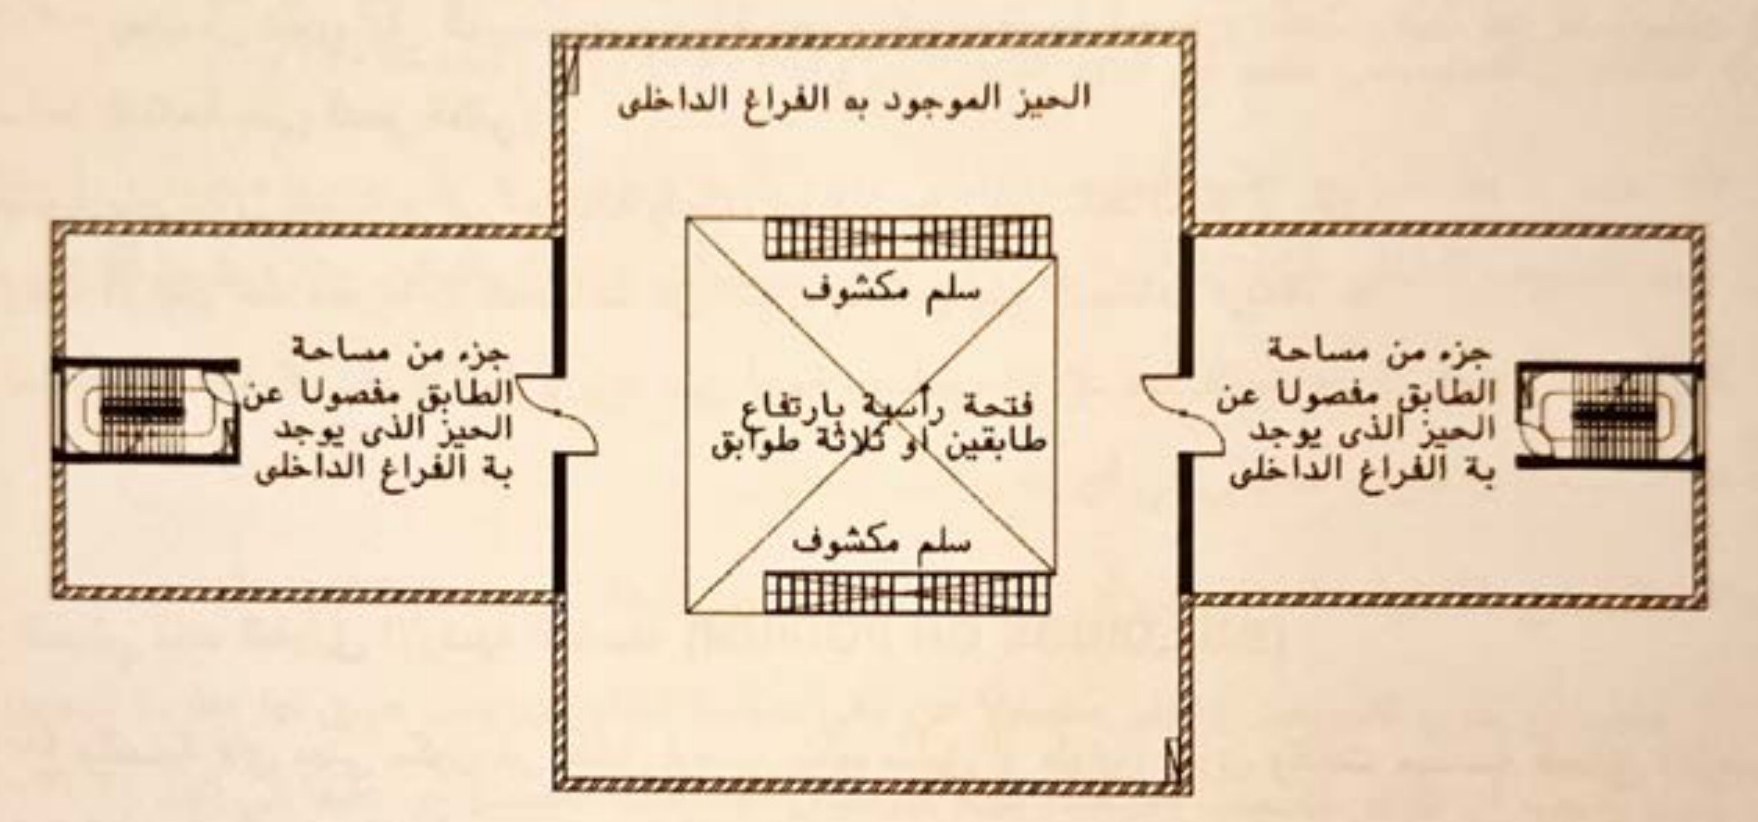 الحيز الموجود به الفراغ الداخلى
سلم مكشوف
جزء من مساحة
الطابق مفصولا عن
الحيز الذى يوجد
بة الفراغ الداخلى
فتحة رأسية بارتفاع
طابقين او ثلاثة طوابق
جزء من مساحة
الطابق مفصولا عن
الحيز الذى يوجد
بة الفراغ الداخلى
سلم مكشوف